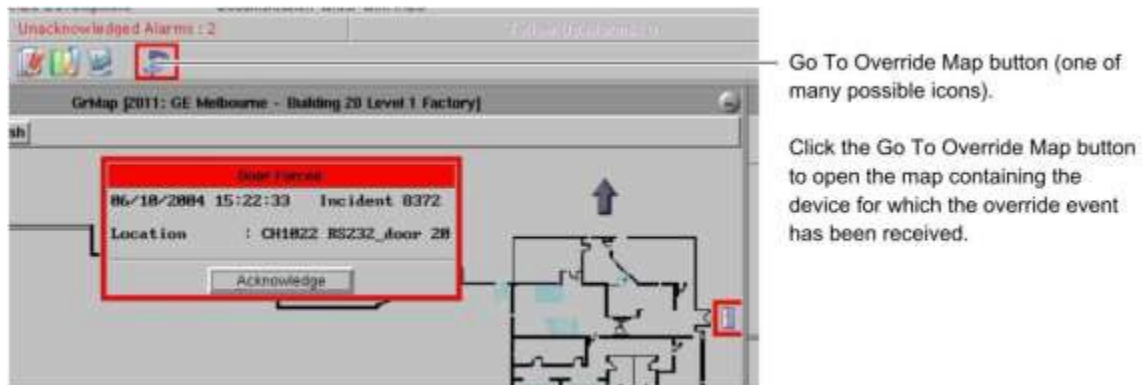 Unacknowledged Alarms : 2
Go To Override Map button (one of
many possible icons).
GrMap [2011: GE Melbourne - Building 20 Level 1 Factory]
sh
Click the Go To Override Map button
to open the map containing the
device for which the override event
has been received.
Door Forced
06/10/2004 15:22:33 Incident 8372
Location : CH1022 RS232_door 20
Acknowledge